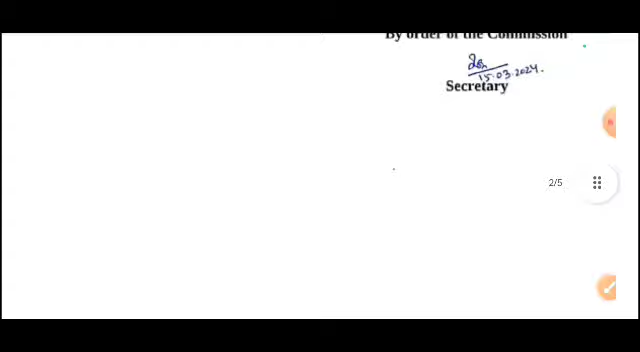 By order of the Commission
15.03.2024.
Secretary
2/5